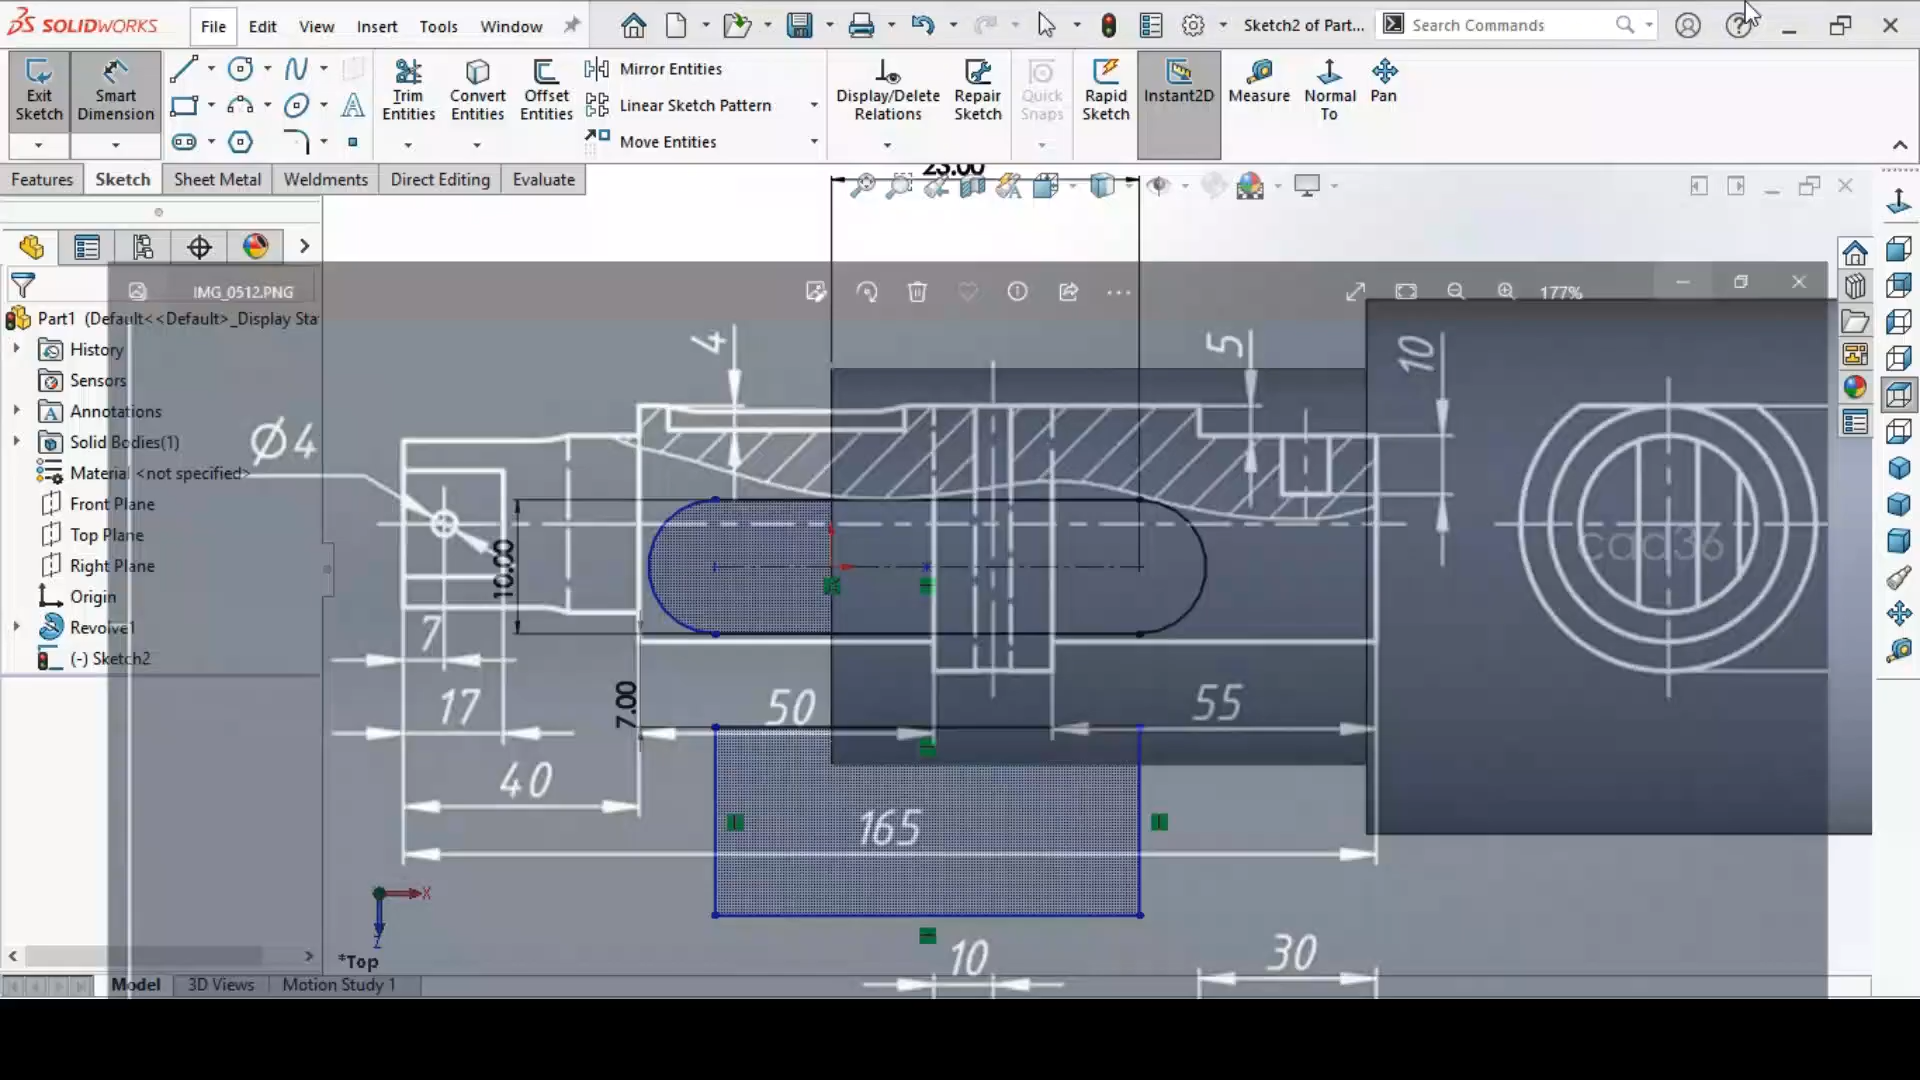 SOLIDWORKS
File Edit View Insert Tools Window
Sketch2 of Part...
Search Commands
Exit Sketch
Smart Dimension
Trim Entities
Convert Entities
Offset Entities
Mirror Entities
Linear Sketch Pattern
Move Entities
Display/Delete Relations
Repair Sketch
Quick Snaps
Rapid Sketch
Instant2D
Measure
Normal To
Pan
Features Sketch Sheet Metal Weldments Direct Editing Evaluate
23.00
IMG_0512.PNG
177%
Part1 (Default<<Default>_Display Sta
History
Sensors
Annotations
Solid Bodies(1)
Material <not specified>
Front Plane
Top Plane
Right Plane
Origin
Revolve1
(-) Sketch2
4
5
10
Ø4
cad36
10.00
7
7.00
17
50
55
40
165
X
Z
*Top
10
30
Model 3D Views Motion Study 1